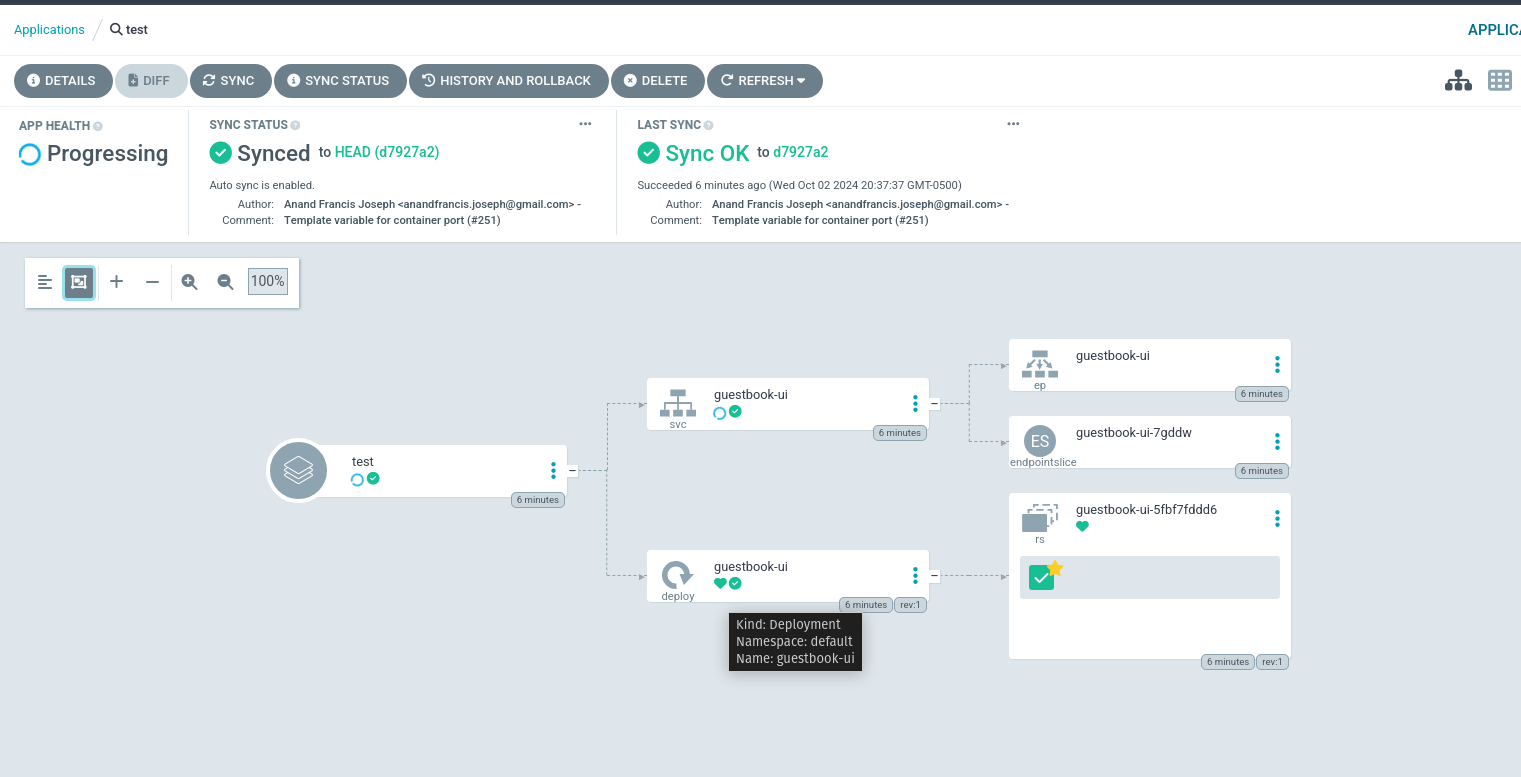 Applications / test
APPLICA
DETAILS
DIFF
SYNC
SYNC STATUS
HISTORY AND ROLLBACK
DELETE
REFRESH
APP HEALTH
Progressing
SYNC STATUS
Synced to HEAD (d7927a2)
Auto sync is enabled.
Author: Anand Francis Joseph <anandfrancis.joseph@gmail.com> -
Comment: Template variable for container port (#251)
LAST SYNC
Sync OK to d7927a2
Succeeded 6 minutes ago (Wed Oct 02 2024 20:37:37 GMT-0500)
Author: Anand Francis Joseph <anandfrancis.joseph@gmail.com> -
Comment: Template variable for container port (#251)
100%
test
6 minutes
guestbook-ui
svc
6 minutes
guestbook-ui
deploy
6 minutes
rev:1
Kind: Deployment
Namespace: default
Name: guestbook-ui
guestbook-ui
ep
6 minutes
ES
guestbook-ui-7gddw
endpointslice
6 minutes
guestbook-ui-5fbf7fddd6
rs
6 minutes
rev:1